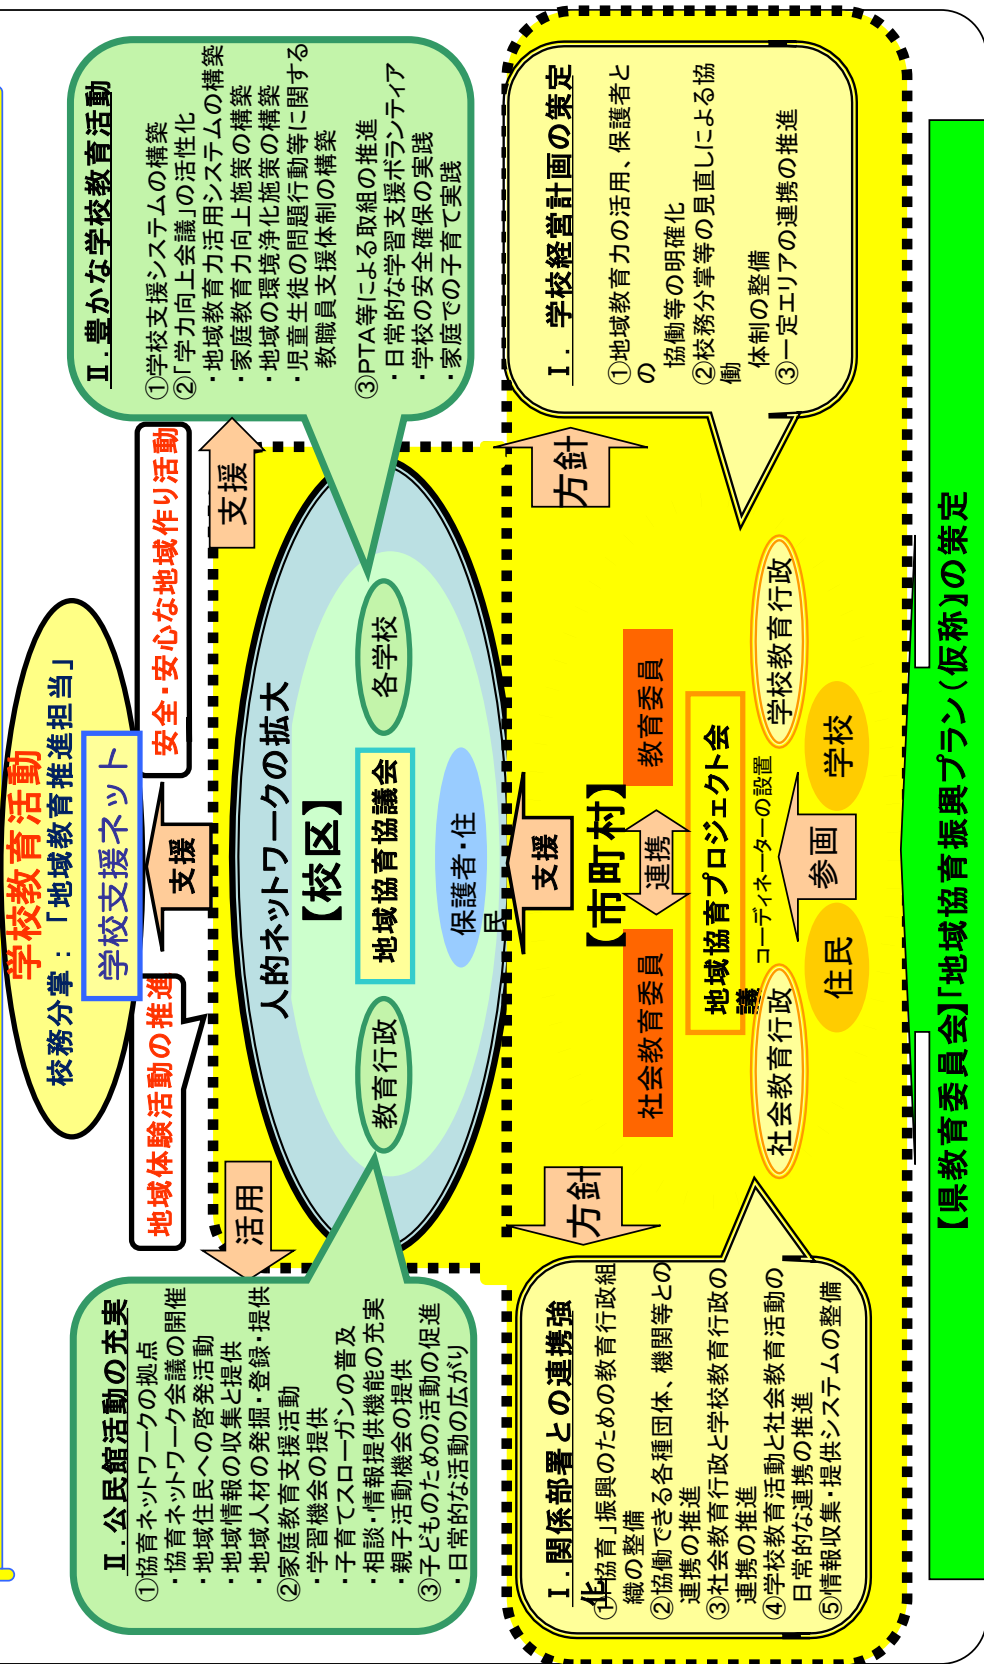 学校教育活動
校務分掌：「地域教育推進担当」
学校支援ネット
地域体験活動の推進
支援
安全・安心な地域作り活動
活用
支援
Ⅱ．公民館活動の充実
①協育ネットワークの拠点
・協育ネットワーク会議の開催
・地域住民への啓発活動
・地域情報の収集と提供
・地域人材の発掘・登録・提供
②家庭教育支援活動
・学習機会の提供
・子育てスローガンの普及
・相談・情報提供機能の充実
・親子活動機会の提供
③子どものための活動の促進
・日常的な活動の広がり
人的ネットワークの拡大
【校区】
教育行政
地域協育協議会
各学校
保護者・住
民
Ⅱ．豊かな学校教育活動
①学校支援システムの構築
②「学力向上会議」の活性化
・地域教育力活用システムの構築
・家庭教育力向上施策の構築
・地域の環境浄化施策の構築
・児童生徒の問題行動等に関する
教職員支援体制の構築
③PTA等による取組の推進
・日常的な学習支援ボランティア
・学校の安全確保の実践
・家庭での子育て実践
支援
方針
方針
Ⅰ．関係部署との連携強
化
①「協育」振興のための教育行政組
織の整備
②協働できる各種団体、機関等との
連携の推進
③社会教育行政と学校教育行政の
連携の推進
④学校教育活動と社会教育活動の
日常的な連携の推進
⑤情報収集・提供システムの整備
【市町村】
社会教育委員
連携
教育委員
地域協育プロジェクト会
議
コーディネーターの設置
社会教育行政
学校教育行政
住民
参画
学校
Ⅰ．学校経営計画の策定
①地域教育力の活用、保護者と
の
協働等の明確化
②校務分掌等の見直しによる協
働
体制の整備
③一定エリアの連携の推進
【県教育委員会】「地域協育振興プラン（仮称）」の策定